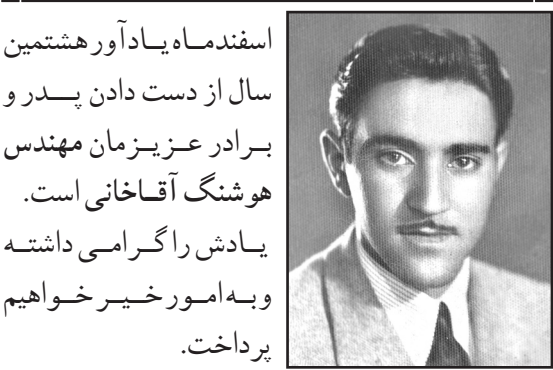 اسفندماه یادآور هشتمین
سال از دست دادن پدر و
برادر عزیزمان مهندس
هوشنگ آقاخانی است.
یادش را گرامی داشته
وبه امور خیر خواهیم
پرداخت.